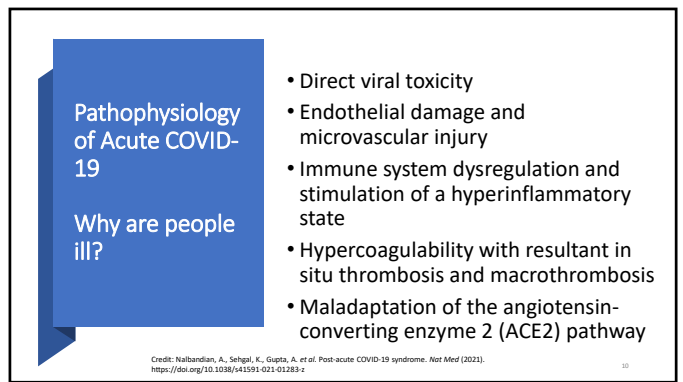 Pathophysiology
of Acute COVID-
19
Why are people
ill?
• Direct viral toxicity
• Endothelial damage and
microvascular injury
• Immune system dysregulation and
stimulation of a hyperinflammatory
state
• Hypercoagulability with resultant in
situ thrombosis and macrothrombosis
• Maladaptation of the angiotensin-
converting enzyme 2 (ACE2) pathway
Credit: Nalbandian, A., Sehgal, K., Gupta, A. et al. Post-acute COVID-19 syndrome. Nat Med (2021).
https://doi.org/10.1038/s41591-021-01283-z
10